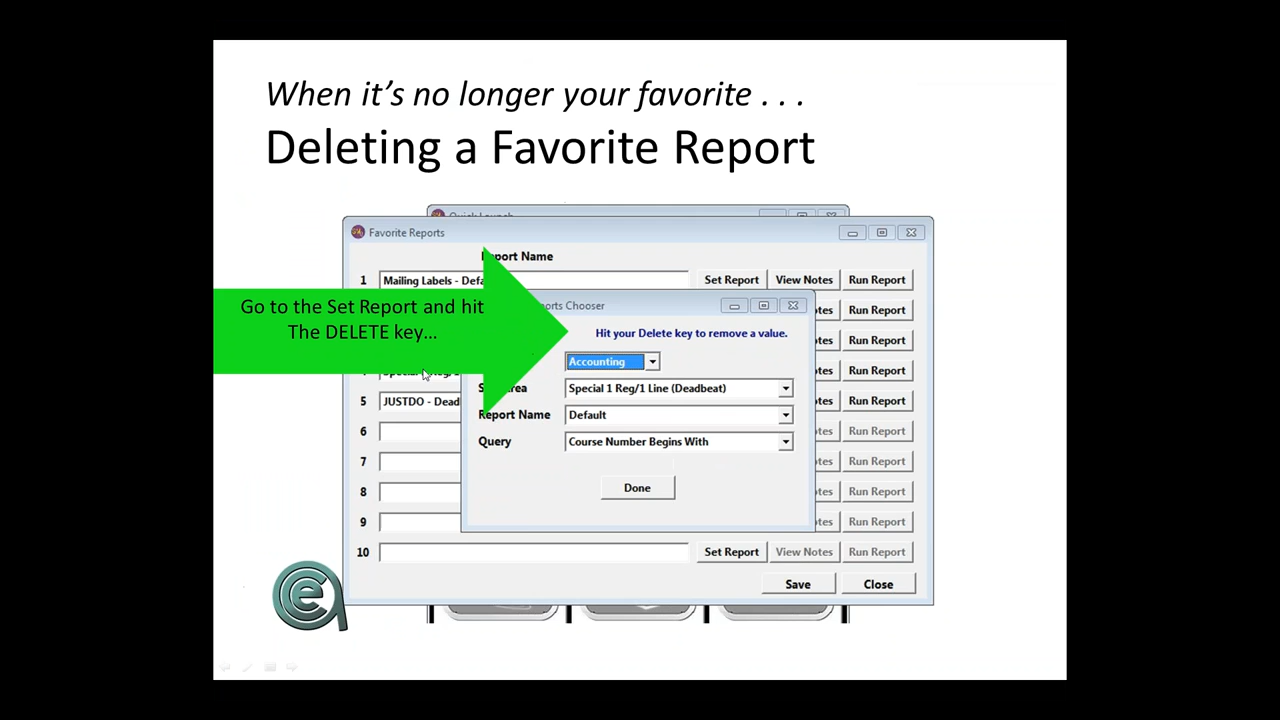 When it's no longer your favorite . . .
Deleting a Favorite Report
Quick Launch
Favorite Reports
Report Name
1 Mailing Labels - Defa Set Report View Notes Run Report
Go to the Set Report and hit
The DELETE key...
Chooser
Hit your Delete key to remove a value.
Accounting
Special 1 Reg/1 Line (Deadbeat)
Report Name Default
Query Course Number Begins With
Done
Run Report
Run Report
Run Report
5 JUSTDO - Dead Run Report
6 Run Report
7 Run Report
8 Run Report
9 Run Report
10 Set Report View Notes Run Report
Save Close